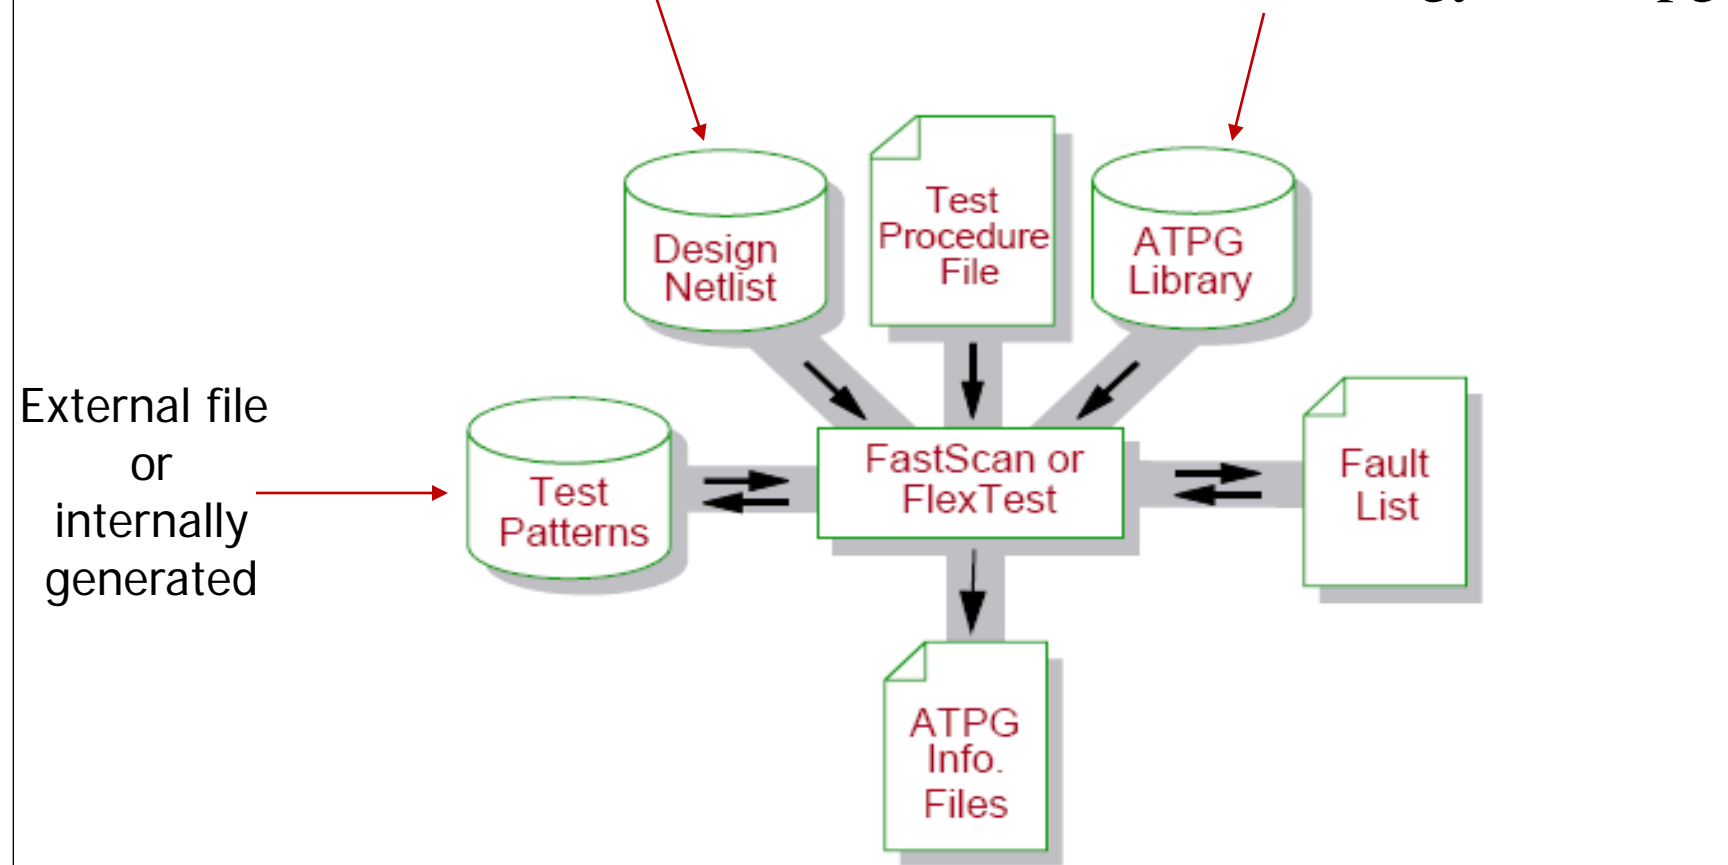 Design
Netlist
Test
Procedure
File
ATPG
Library
External file
or
internally
generated
Test
Patterns
FastScan or
FlexTest
Fault
List
ATPG
Info.
Files